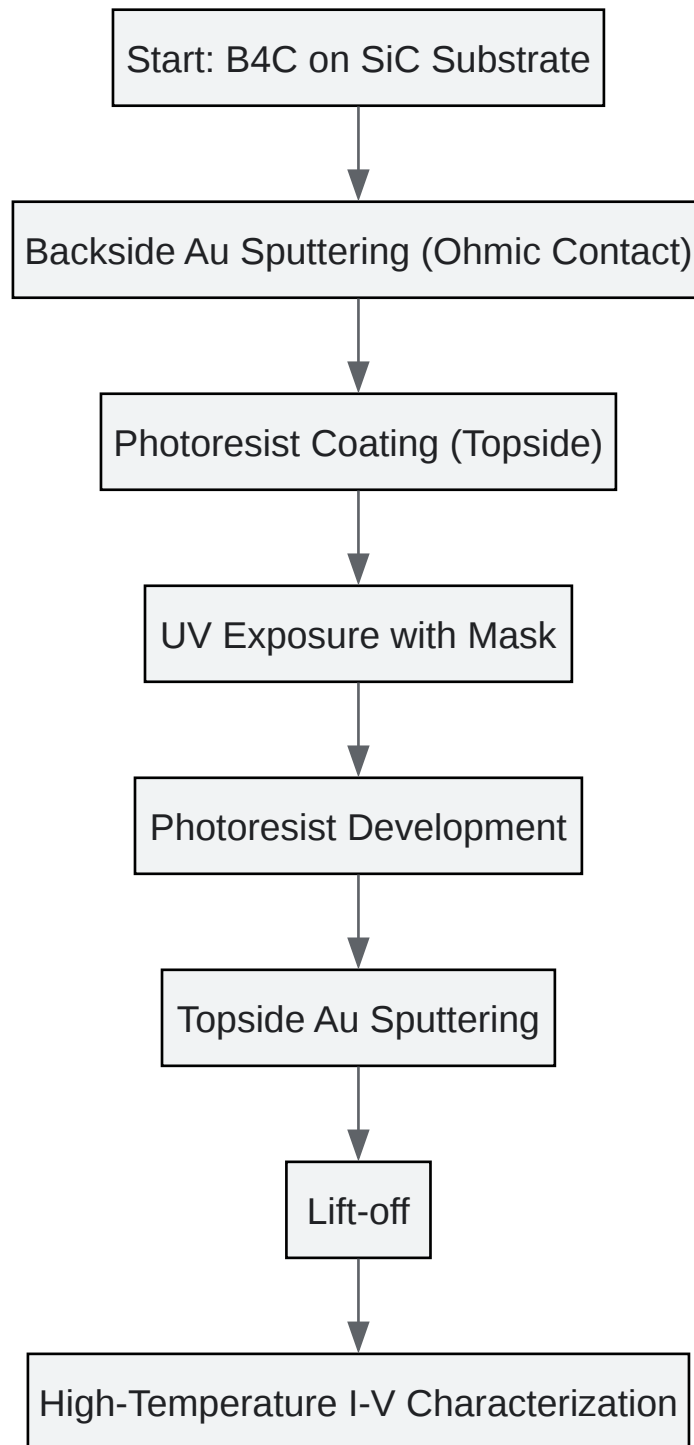 Start: B4C on SiC Substrate
Backside Au Sputtering (Ohmic Contact)
Photoresist Coating (Topside)
UV Exposure with Mask
Photoresist Development
Topside Au Sputtering
Lift-off
High-Temperature I-V Characterization